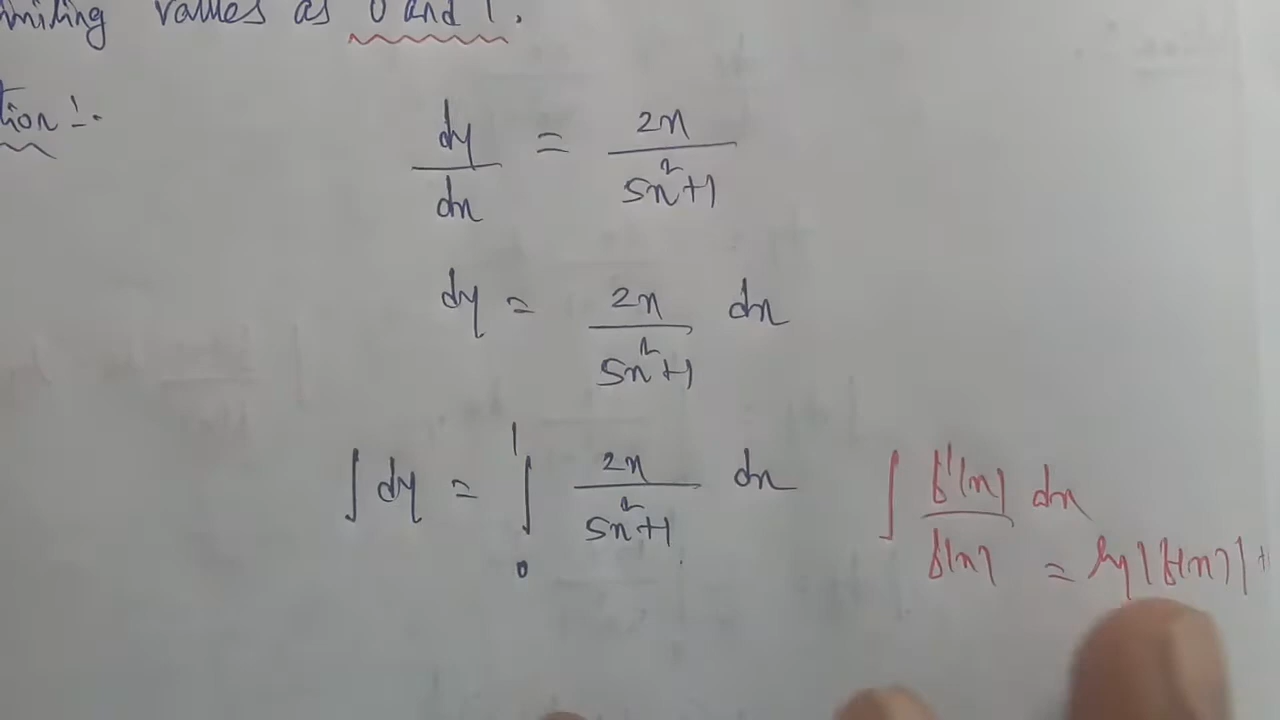 miting values as 0 and 1.
tion :-
dy/dx = 2x/5x²+1
dy = 2x/5x²+1 dx
∫dy = ∫₀¹ 2x/5x²+1 dx
∫ f'(x)/f(x) dx
= log|f(x)| +